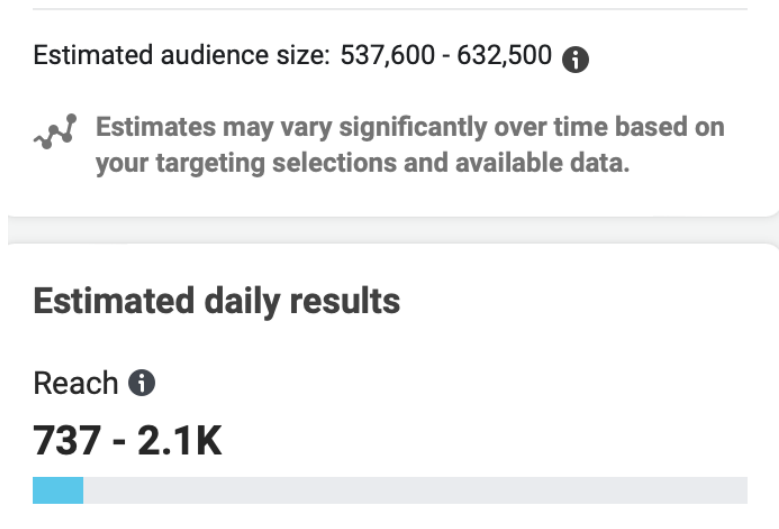 Estimated audience size: 537,600 - 632,500
Estimates may vary significantly over time based on
your targeting selections and available data.
Estimated daily results
Reach
737 - 2.1K